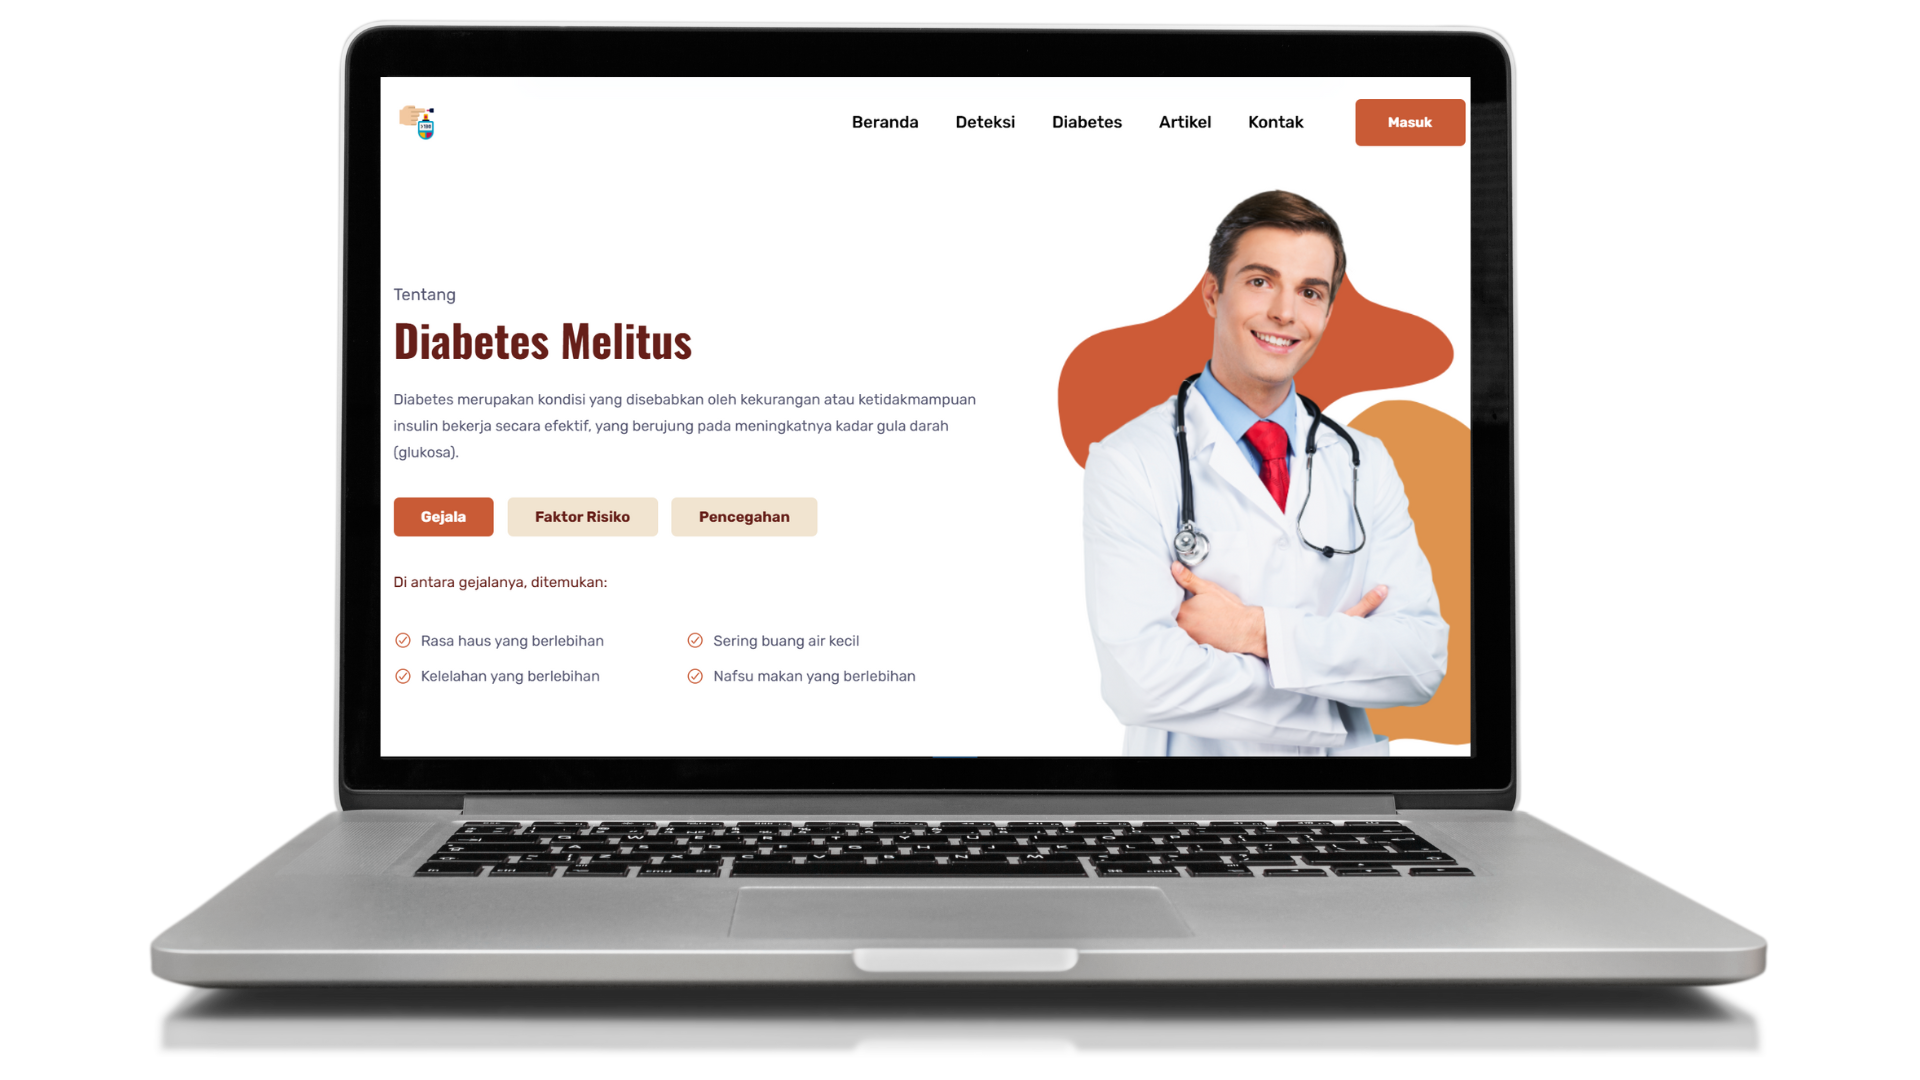 Beranda Deteksi Diabetes Artikel Kontak Masuk
Tentang
Diabetes Melitus
Diabetes merupakan kondisi yang disebabkan oleh kekurangan atau ketidakmampuan
insulin bekerja secara efektif, yang berujung pada meningkatnya kadar gula darah
(glukosa).
Gejala Faktor Risiko Pencegahan
Di antara gejalanya, ditemukan:
Rasa haus yang berlebihan Sering buang air kecil
Kelelahan yang berlebihan Nafsu makan yang berlebihan